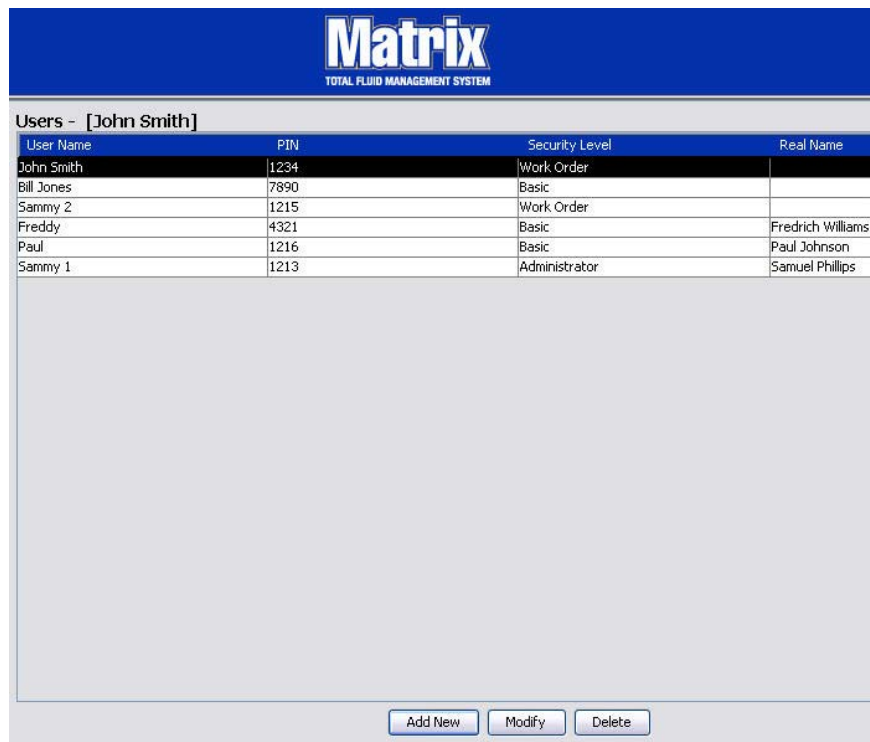 Matrix
TOTAL FLUID MANAGEMENT SYSTEM
Users - [John Smith]
User Name PIN Security Level Real Name
John Smith 1234 Work Order
Bill Jones 7890 Basic
Sammy 2 1215 Work Order
Freddy 4321 Basic Fredrich Williams
Paul 1216 Basic Paul Johnson
Sammy 1 1213 Administrator Samuel Phillips
Add New Modify Delete